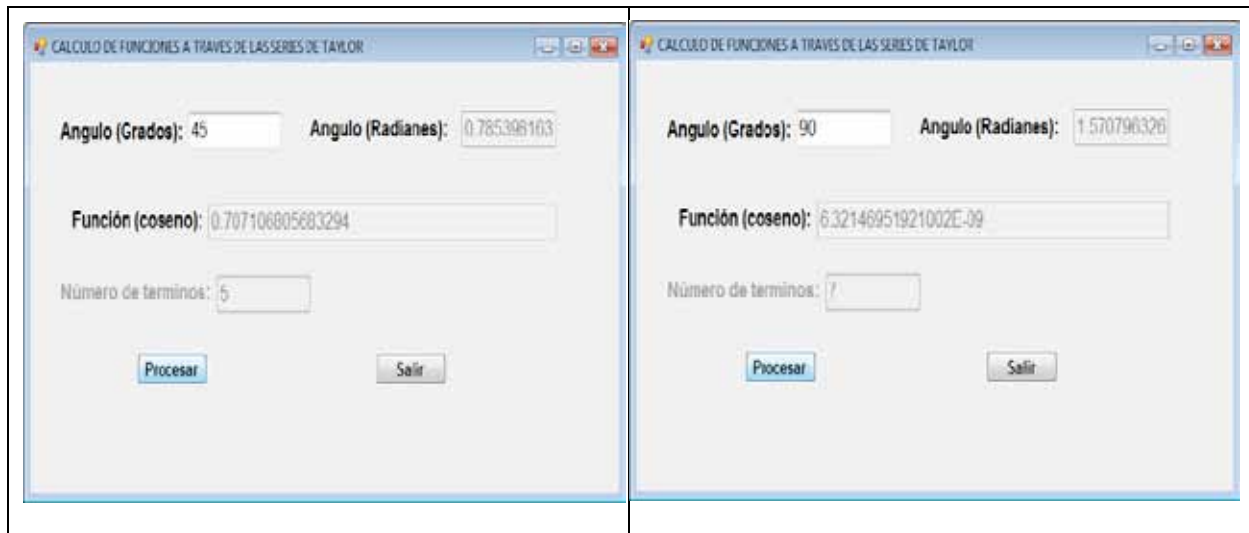 CALCULO DE FUNCIONES A TRAVES DE LAS SERIES DE TAYLOR
Angulo (Grados): 45 Angulo (Radianes): 0.785398163
Función (coseno): 0.707106805683294
Número de terminos: 5
Procesar Salir
CALCULO DE FUNCIONES A TRAVES DE LAS SERIES DE TAYLOR
Angulo (Grados): 90 Angulo (Radianes): 1.570796326
Función (coseno): 6.32146951921002E-09
Número de terminos: 7
Procesar Salir